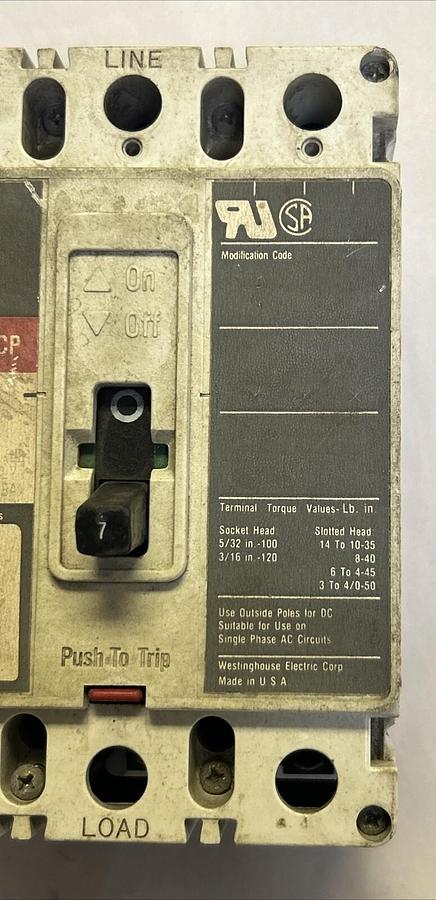 LINE
CP
On
Off
O
7
Push-To Trip
LOAD
SA
Modification Code
Terminal Torque Values-Lb. in.
Socket Head Slotted Head
5/32 in.-100 14 To 10-35
3/16 in.-120 8-40
6 To 4-45
3 To 4/0-50
Use Outside Poles for DC
Suitable for Use on
Single Phase AC Circuits
Westinghouse Electric Corp
Made in U S A